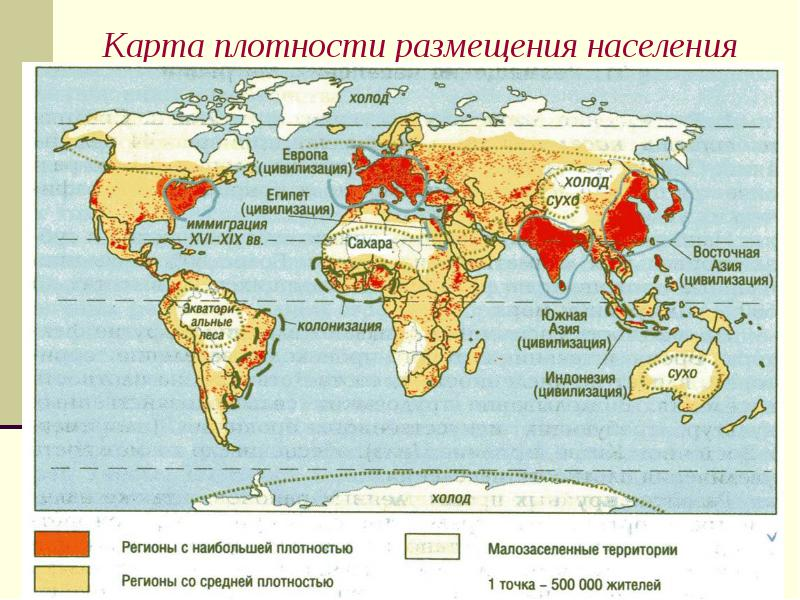 Карта плотности размещения населения
холод
Европа
(цивилизация)
Египет
(цивилизация)
иммиграция
XVI–XIX вв.
холод
сухо
Сахара
Восточная
Азия
(цивилизация)
Экватори-
альные
леса
колонизация
Южная
Азия
(цивилизация)
Индонезия
(цивилизация)
сухо
холод
Регионы с наибольшей плотностью
Малозаселенные территории
Регионы со средней плотностью
1 точка – 500 000 жителей